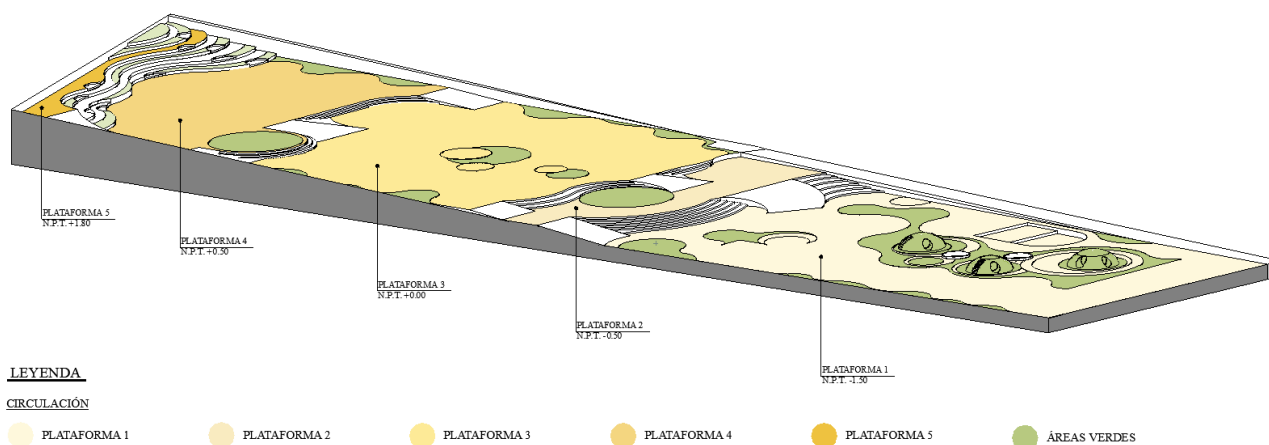 PLATAFORMA 5
N.P.T. +1.80
PLATAFORMA 4
N.P.T. +0.50
PLATAFORMA 3
N.P.T. +0.00
PLATAFORMA 2
N.P.T. -0.50
PLATAFORMA 1
N.P.T. -1.50
LEYENDA
CIRCULACIÓN
PLATAFORMA 1 PLATAFORMA 2 PLATAFORMA 3 PLATAFORMA 4 PLATAFORMA 5 ÁREAS VERDES